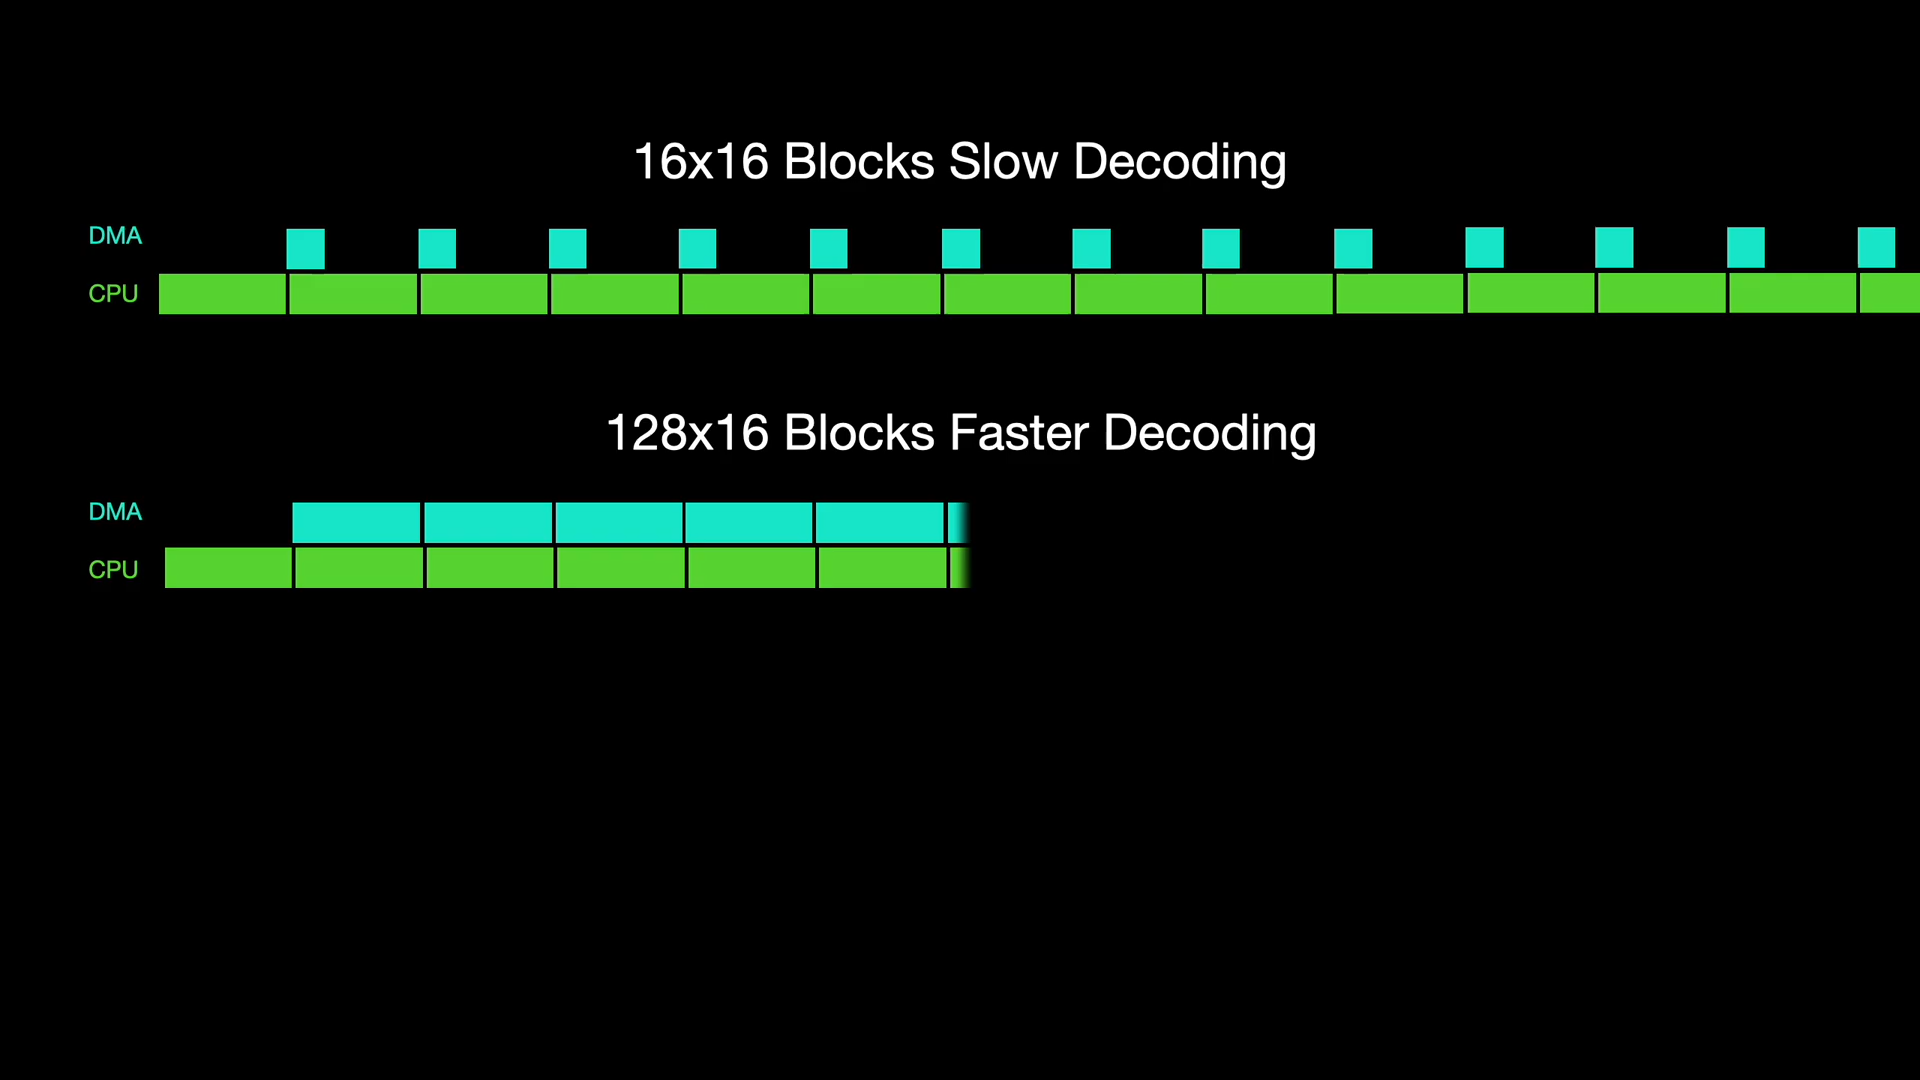 16x16 Blocks Slow Decoding
DMA
CPU
128x16 Blocks Faster Decoding
DMA
CPU